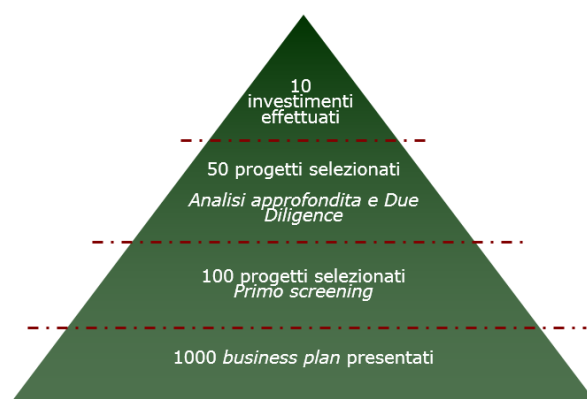 10
investimenti
effettuati
50 progetti selezionati
Analisi approfondita e Due
Diligence
100 progetti selezionati
Primo screening
1000 business plan presentati